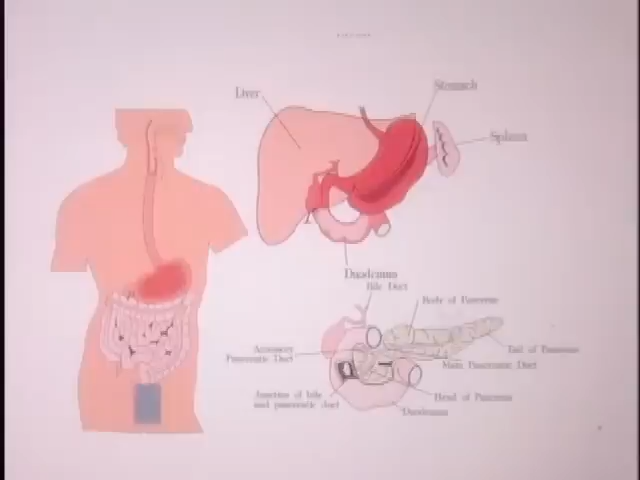 Liver
Stomach
Spleen
Duodenum
Bile Duct
Body of Pancreas
Accessory
Pancreatic Duct
Tail of Pancreas
Main Pancreatic Duct
Junction of bile
and pancreatic duct
Head of Pancreas
Duodenum